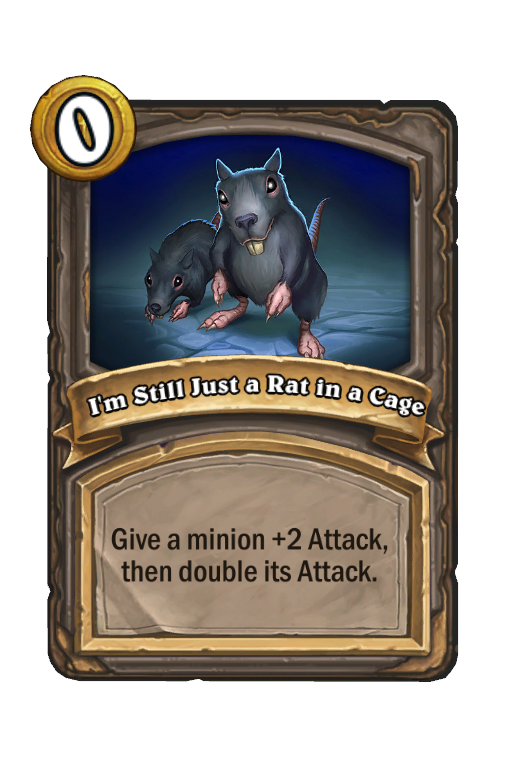 0
I'm Still Just a Rat in a Cage
Give a minion +2 Attack,
then double its Attack.